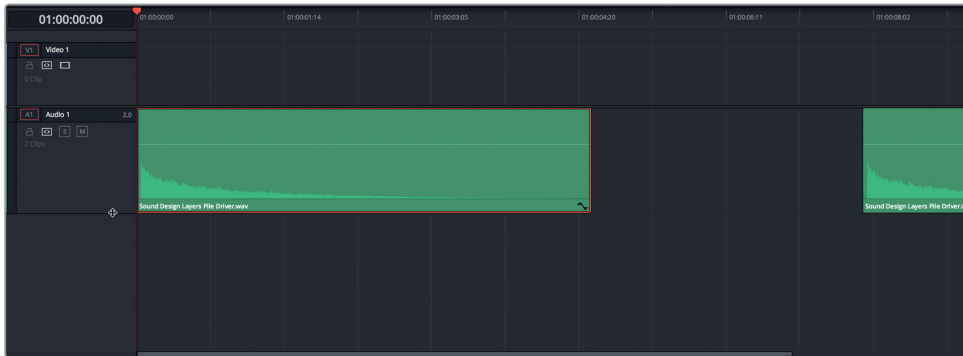 01:00:00:00
01:00:00:00 01:00:01:14 01:00:03:05 01:00:04:20 01:00:06:11 01:00:08:02
V1 Video 1
0 Clip
A1 Audio 1 2.0
S M
2 Clips
Sound Design Layers Pile Driver.wav
Sound Design Layers Pile Driver.